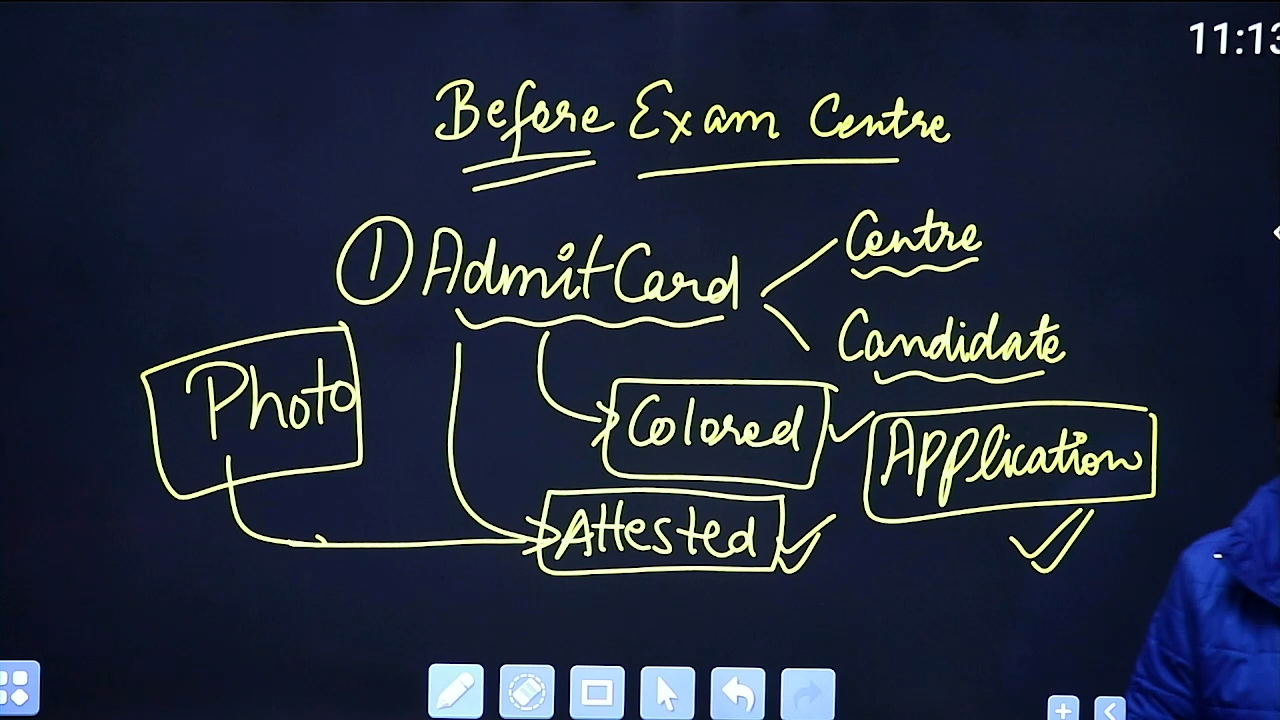 11:13
Before Exam Centre
① Admit Card
Centre
Candidate
Photo
Colored
Application
Attested